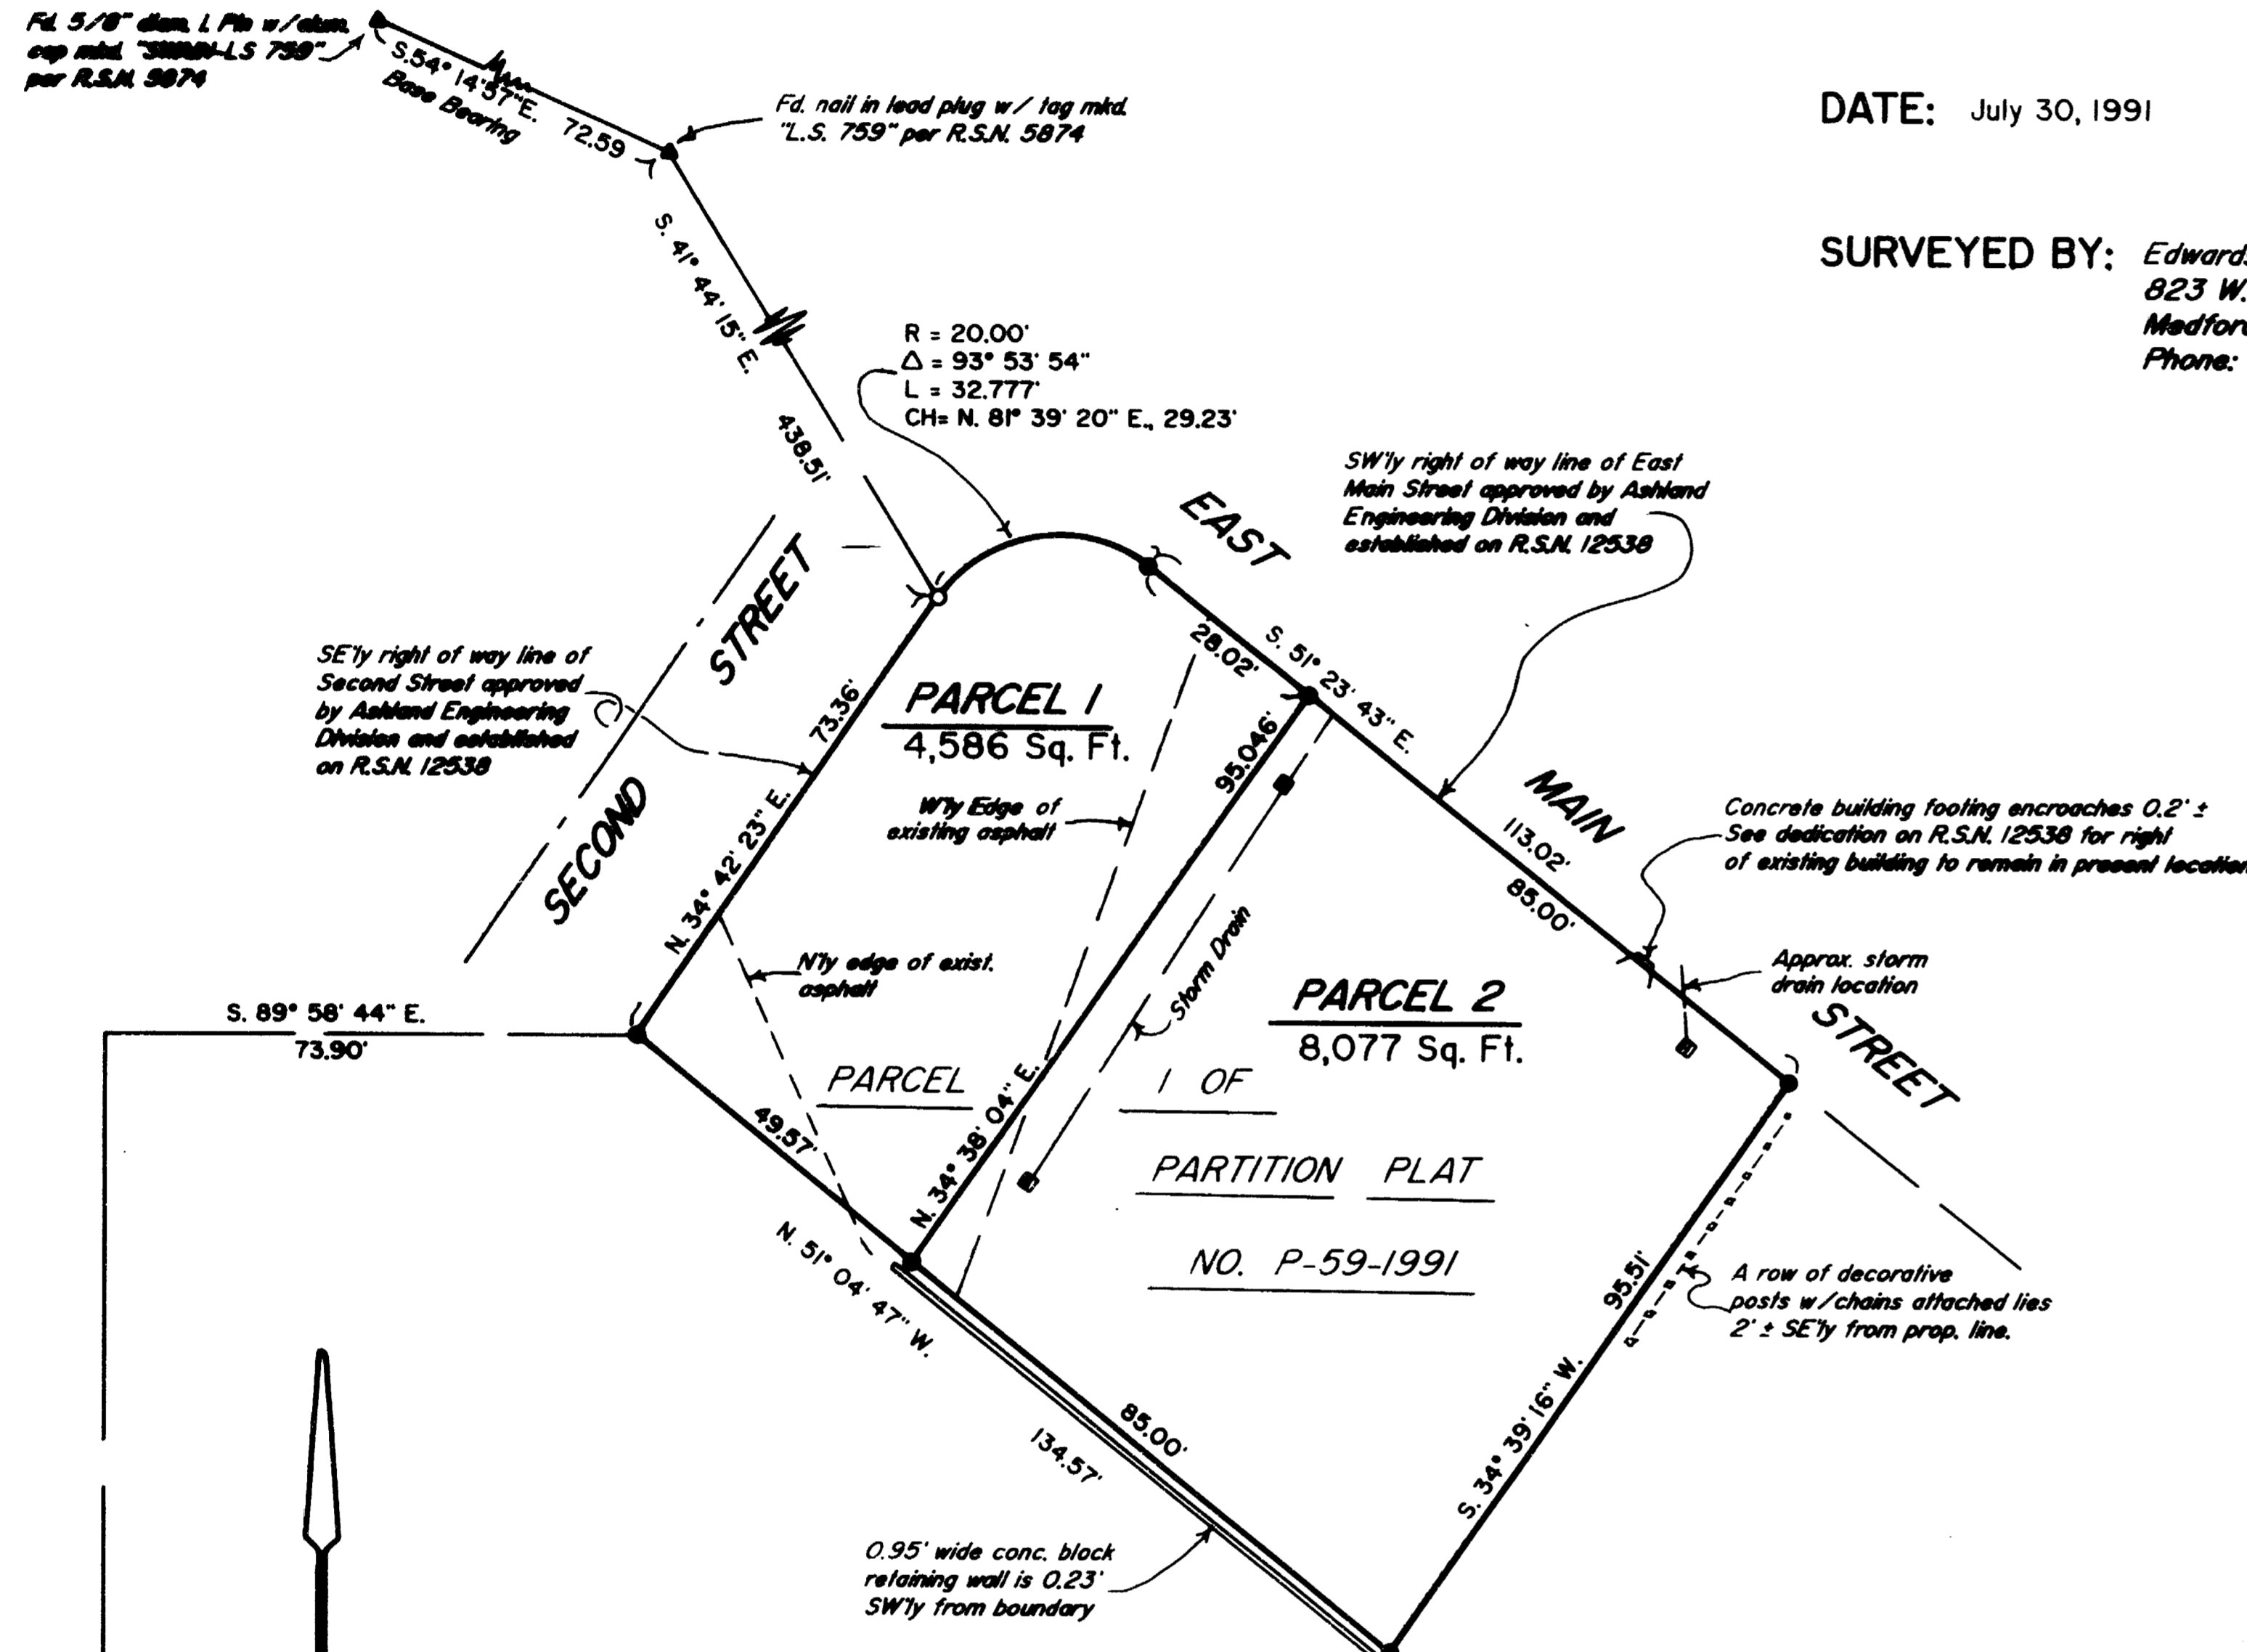 Fd. 5/8" diam. I. Pin w/alum.
cap mkd. "SWAIN-LS 759"
per R.S.N. 5874
S. 54° 14' 57" E.
Base Bearing
72.59
Fd. nail in lead plug w/ tag mkd.
"L.S. 759" per R.S.N. 5874
DATE: July 30, 1991
SURVEYED BY: Edward
823 W.
Medfor
Phone:
S. 41° 44' 15" E.
438.51'
R = 20.00'
Δ = 93° 53' 54"
L = 32.777'
CH= N. 81° 39' 20" E., 29.23'
SW'ly right of way line of East
Main Street approved by Ashland
Engineering Division and
established on R.S.N. 12538
EAST
MAIN
STREET
SECOND
STREET
SE'ly right of way line of
Second Street approved
by Ashland Engineering
Division and established
on R.S.N. 12538
73.36'
N. 34° 42' 23" E.
28.02'
S. 51° 23' 43" E.
113.02'
85.00'
PARCEL 1
4,586 Sq. Ft.
95.046'
N. 34° 38' 04" E.
W'ly Edge of
existing asphalt
Concrete building footing encroaches 0.2' ±
See dedication on R.S.N. 12538 for right
of existing building to remain in present location
N'ly edge of exist.
asphalt
Storm Drain
Approx. storm
drain location
S. 89° 58' 44" E.
73.90'
PARCEL 2
8,077 Sq. Ft.
PARCEL 1 OF
PARTITION PLAT
NO. P-59-1991
49.57'
N. 51° 04' 47" W.
134.57'
85.00'
95.51'
S. 34° 39' 16" W.
A row of decorative
posts w/chains attached lies
2' ± SE'ly from prop. line.
0.95' wide conc. block
retaining wall is 0.23'
SW'ly from boundary